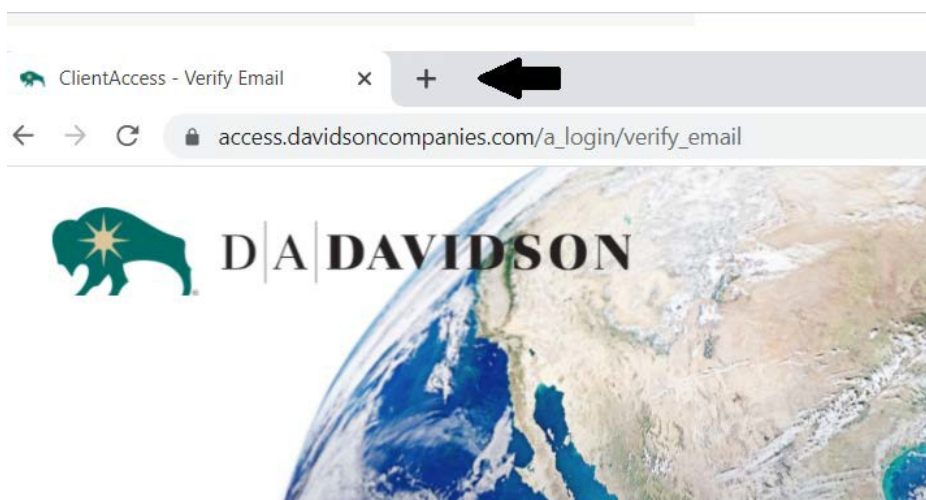 ClientAccess - Verify Email
access.davidsoncompanies.com/a_login/verify_email
D|A|DAVIDSON